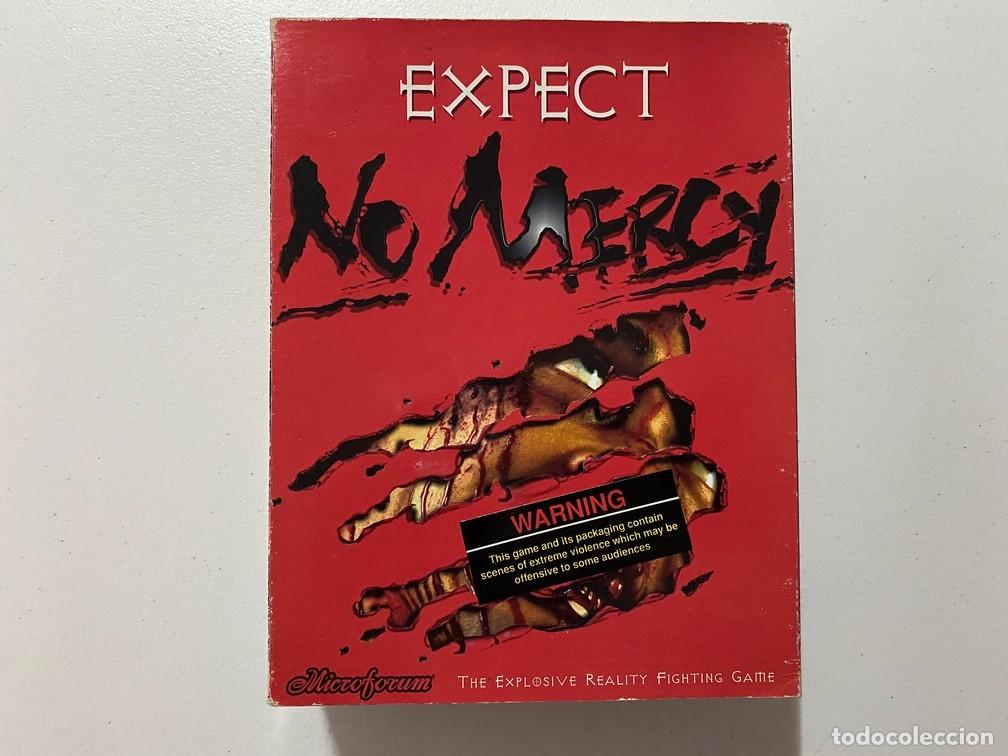 EXPECT
NO MERCY
WARNING
This game and its packaging contain
scenes of extreme violence which may be
offensive to some audiences
Microforum
THE EXPLOSIVE REALITY FIGHTING GAME
todocoleccion